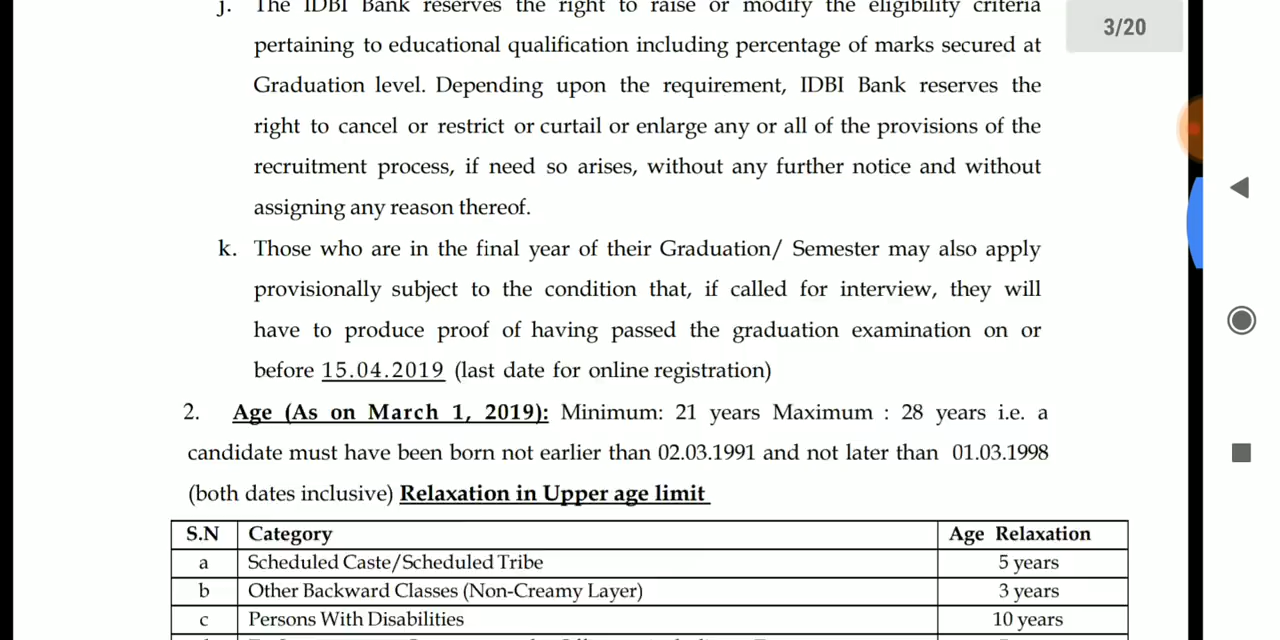 j. The IDBI Bank reserves the right to raise or modify the eligibility criteria
3/20
pertaining to educational qualification including percentage of marks secured at
Graduation level. Depending upon the requirement, IDBI Bank reserves the
right to cancel or restrict or curtail or enlarge any or all of the provisions of the
recruitment process, if need so arises, without any further notice and without
assigning any reason thereof.
k. Those who are in the final year of their Graduation/ Semester may also apply
provisionally subject to the condition that, if called for interview, they will
have to produce proof of having passed the graduation examination on or
before 15.04.2019 (last date for online registration)
2. Age (As on March 1, 2019): Minimum: 21 years Maximum : 28 years i.e. a
candidate must have been born not earlier than 02.03.1991 and not later than 01.03.1998
(both dates inclusive) Relaxation in Upper age limit
S.N Category Age Relaxation
a Scheduled Caste/Scheduled Tribe 5 years
b Other Backward Classes (Non-Creamy Layer) 3 years
c Persons With Disabilities 10 years